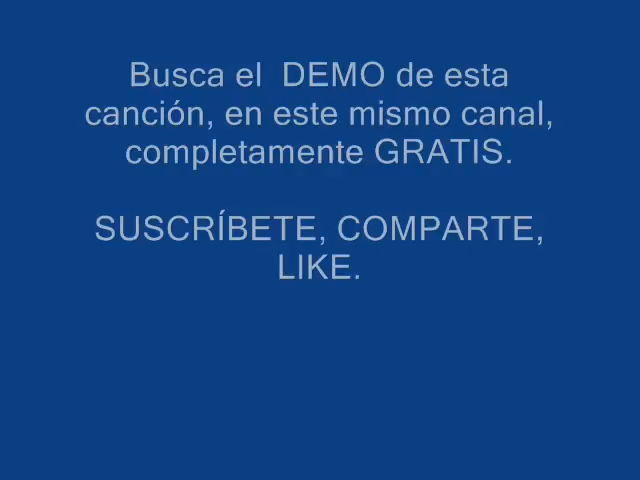 Busca el  DEMO de esta
canción, en este mismo canal,
completamente GRATIS.
SUSCRÍBETE, COMPARTE,
LIKE.